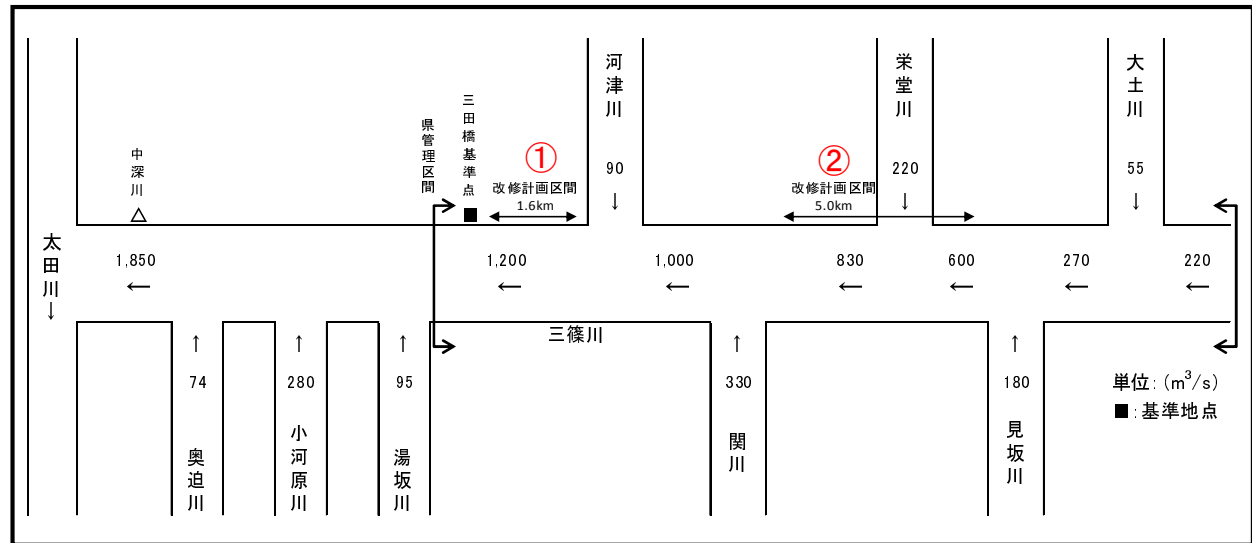 河津川
栄堂川
大土川
中深川
県管理区間
三田橋基準点
①
②
90
220
55
改修計画区間
1.6km
改修計画区間
5.0km
△
■
↓
↓
↓
太田川
↓
1,850
1,200
1,000
830
600
270
220
←
←
←
←
←
←
←
三篠川
↑
↑
↑
↑
↑
74
280
95
330
180
単位:(m³/s)
■:基準地点
奥迫川
小河原川
湯坂川
関川
見坂川